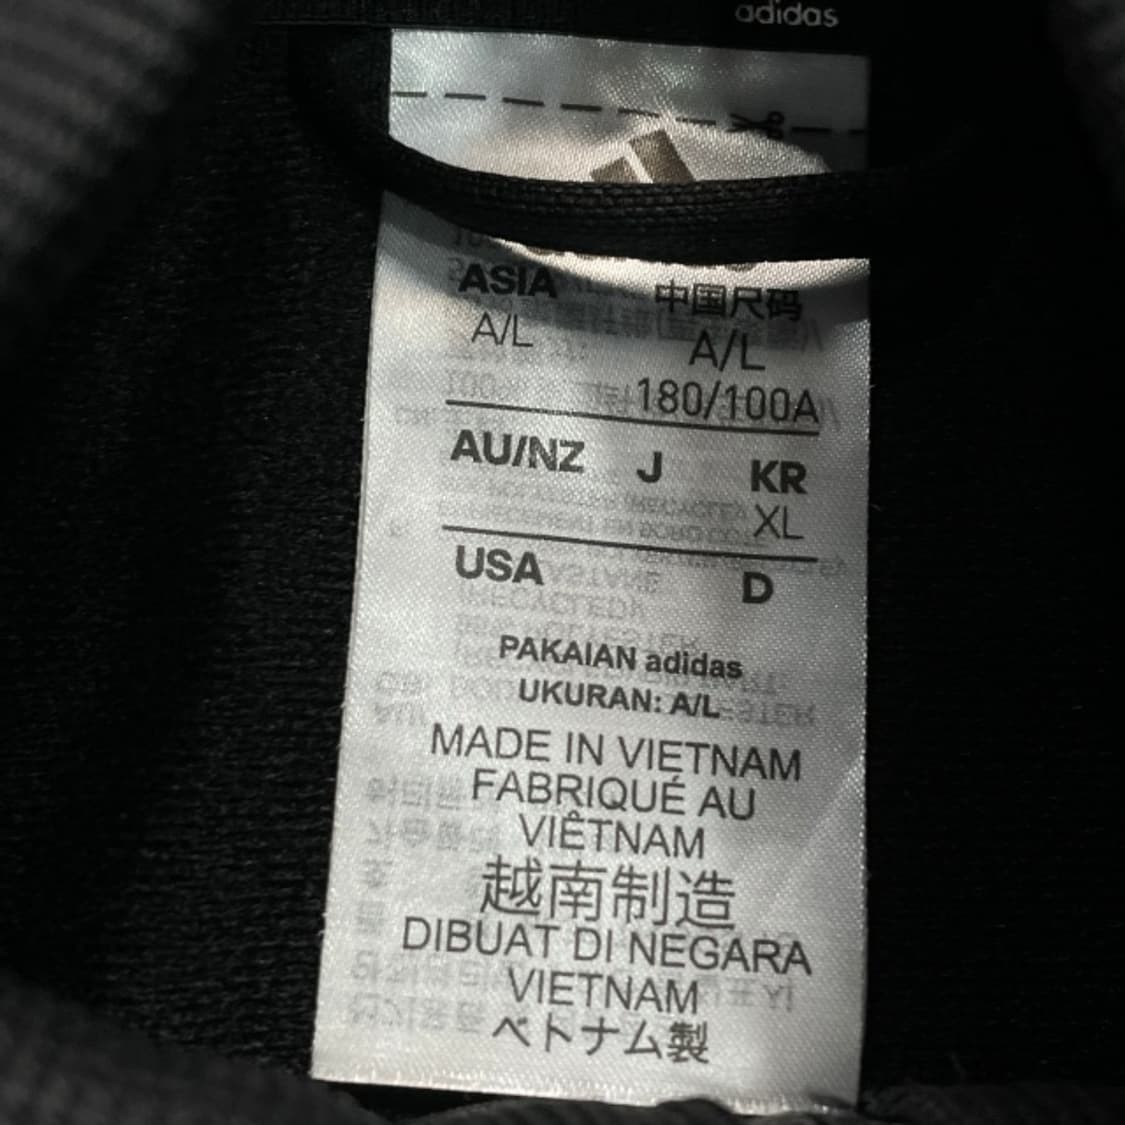 adidas
ASIA 中国尺码
A/L A/L
180/100A
AU/NZ J KR
XL
USA D
PAKAIAN adidas
UKURAN: A/L
MADE IN VIETNAM
FABRIQUÉ AU
VIÊTNAM
越南制造
DIBUAT DI NEGARA
VIETNAM
ベトナム製